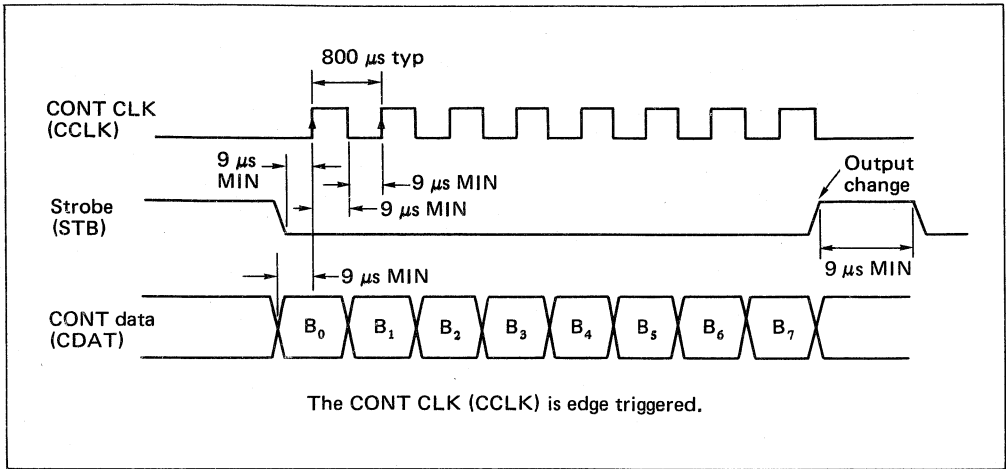 800 μs typ
CONT CLK
(CCLK)
9 μs
MIN
9 μs MIN
9 μs MIN
Output
change
Strobe
(STB)
9 μs MIN
9 μs MIN
CONT data
(CDAT)
B₀ B₁ B₂ B₃ B₄ B₅ B₆ B₇
The CONT CLK (CCLK) is edge triggered.